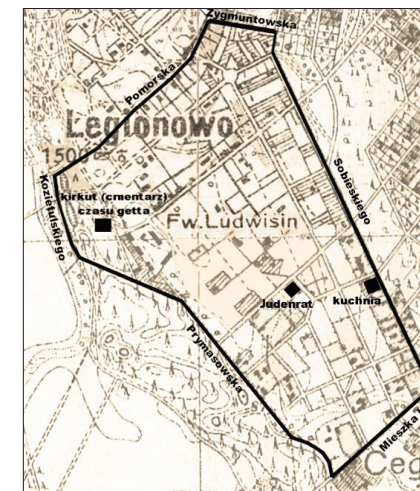 Zygmuntowska
Pomorska
Legionowo
1500
Sobieskiego
Kozietulskiego
kirkut (cmentarz)
czasu getta
Fw. Ludwisin
Judenrat
kuchnia
Prymasowska
Mieszka
Ceg